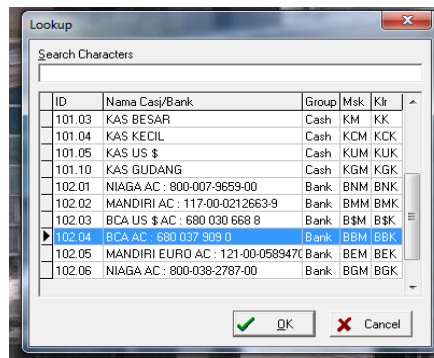 Lookup
Search Characters
ID Nama Casj/Bank Group Msk Klr
101.03 KAS BESAR Cash KM KK
101.04 KAS KECIL Cash KCM KCK
101.05 KAS US $ Cash KUM KUK
101.10 KAS GUDANG Cash KGM KGK
102.01 NIAGA AC : 800-007-9659-00 Bank BNM BNK
102.02 MANDIRI AC : 117-00-0212663-9 Bank BMM BMK
102.03 BCA US $ AC : 680 030 668 8 Bank B$M B$K
102.04 BCA AC : 680 037 909 0 Bank BBM BBK
102.05 MANDIRI EURO AC : 121-00-0589470 Bank BEM BEK
102.06 NIAGA AC : 800-038-2787-00 Bank BGM BGK
OK Cancel